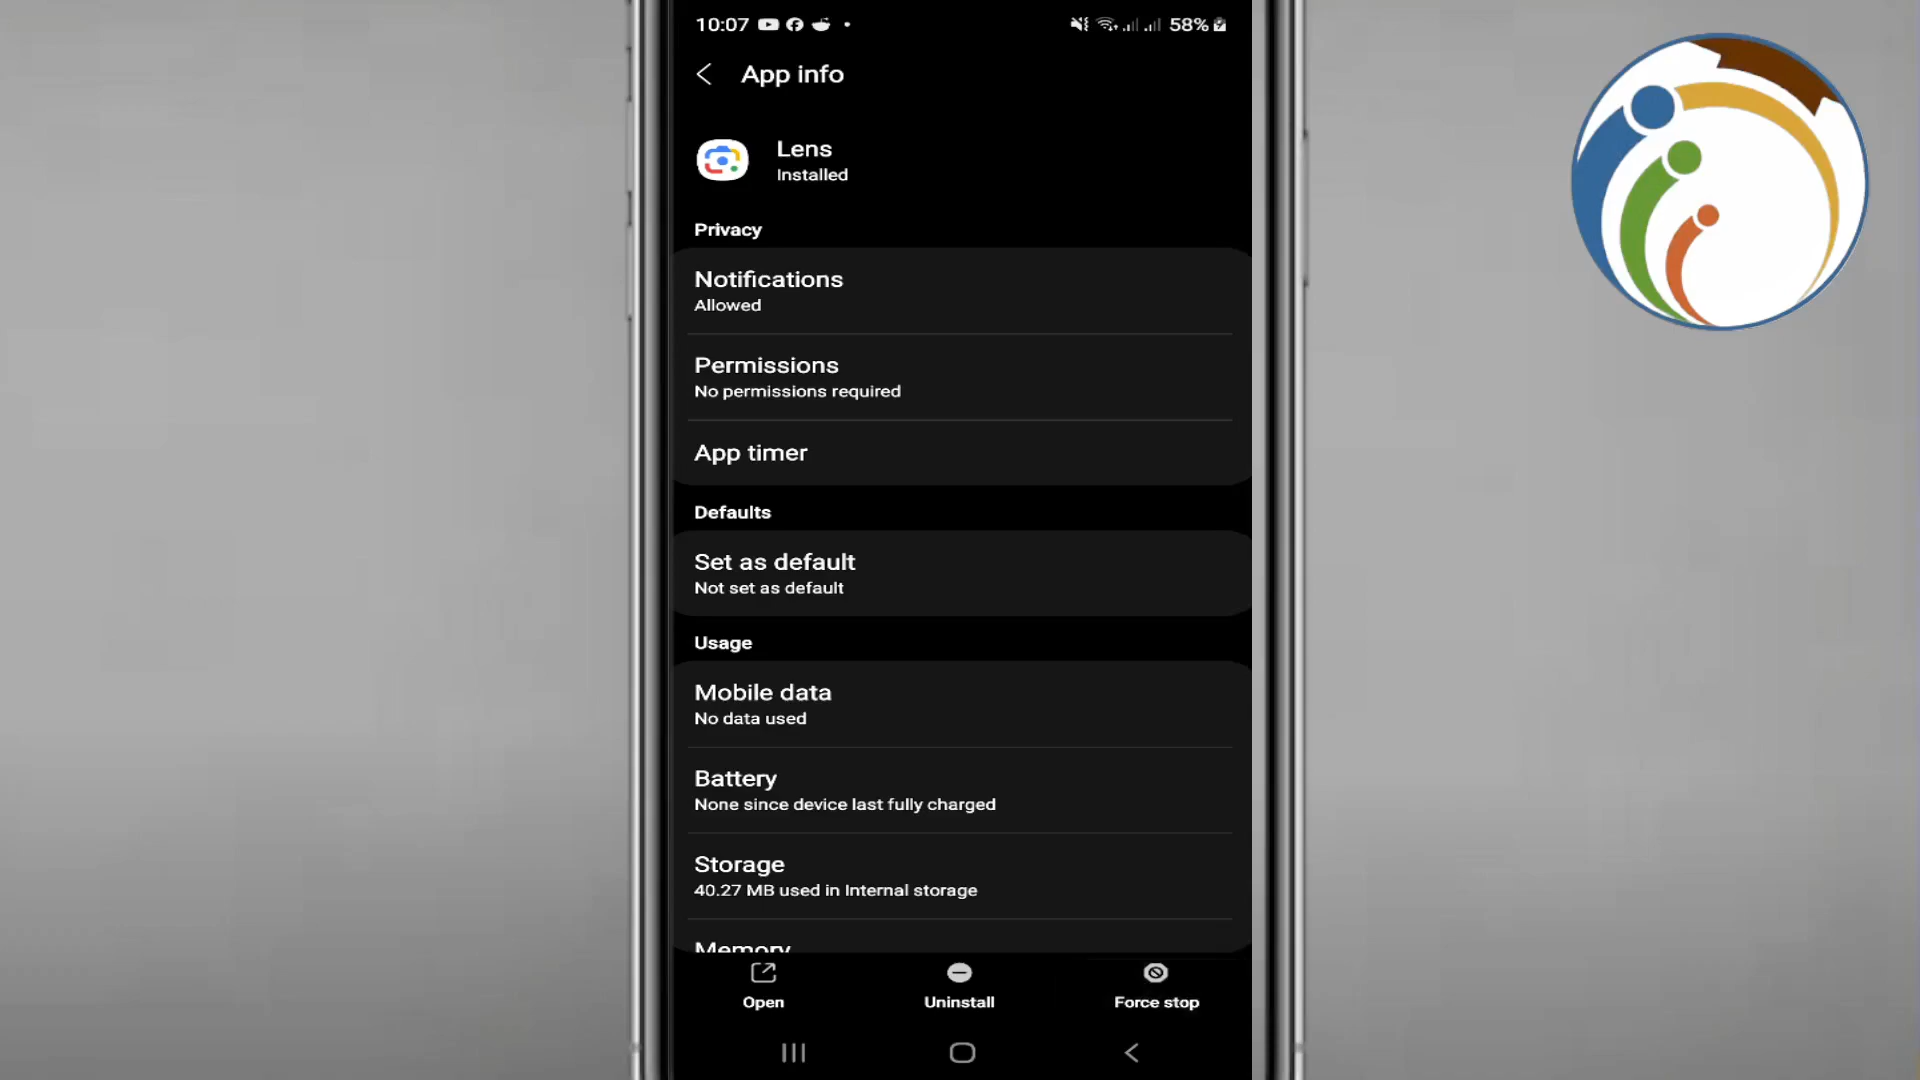 10:07
58%
App info
Lens
Installed
Privacy
Notifications
Allowed
Permissions
No permissions required
App timer
Defaults
Set as default
Not set as default
Usage
Mobile data
No data used
Battery
None since device last fully charged
Storage
40.27 MB used in Internal storage
Memory
Open
Uninstall
Force stop